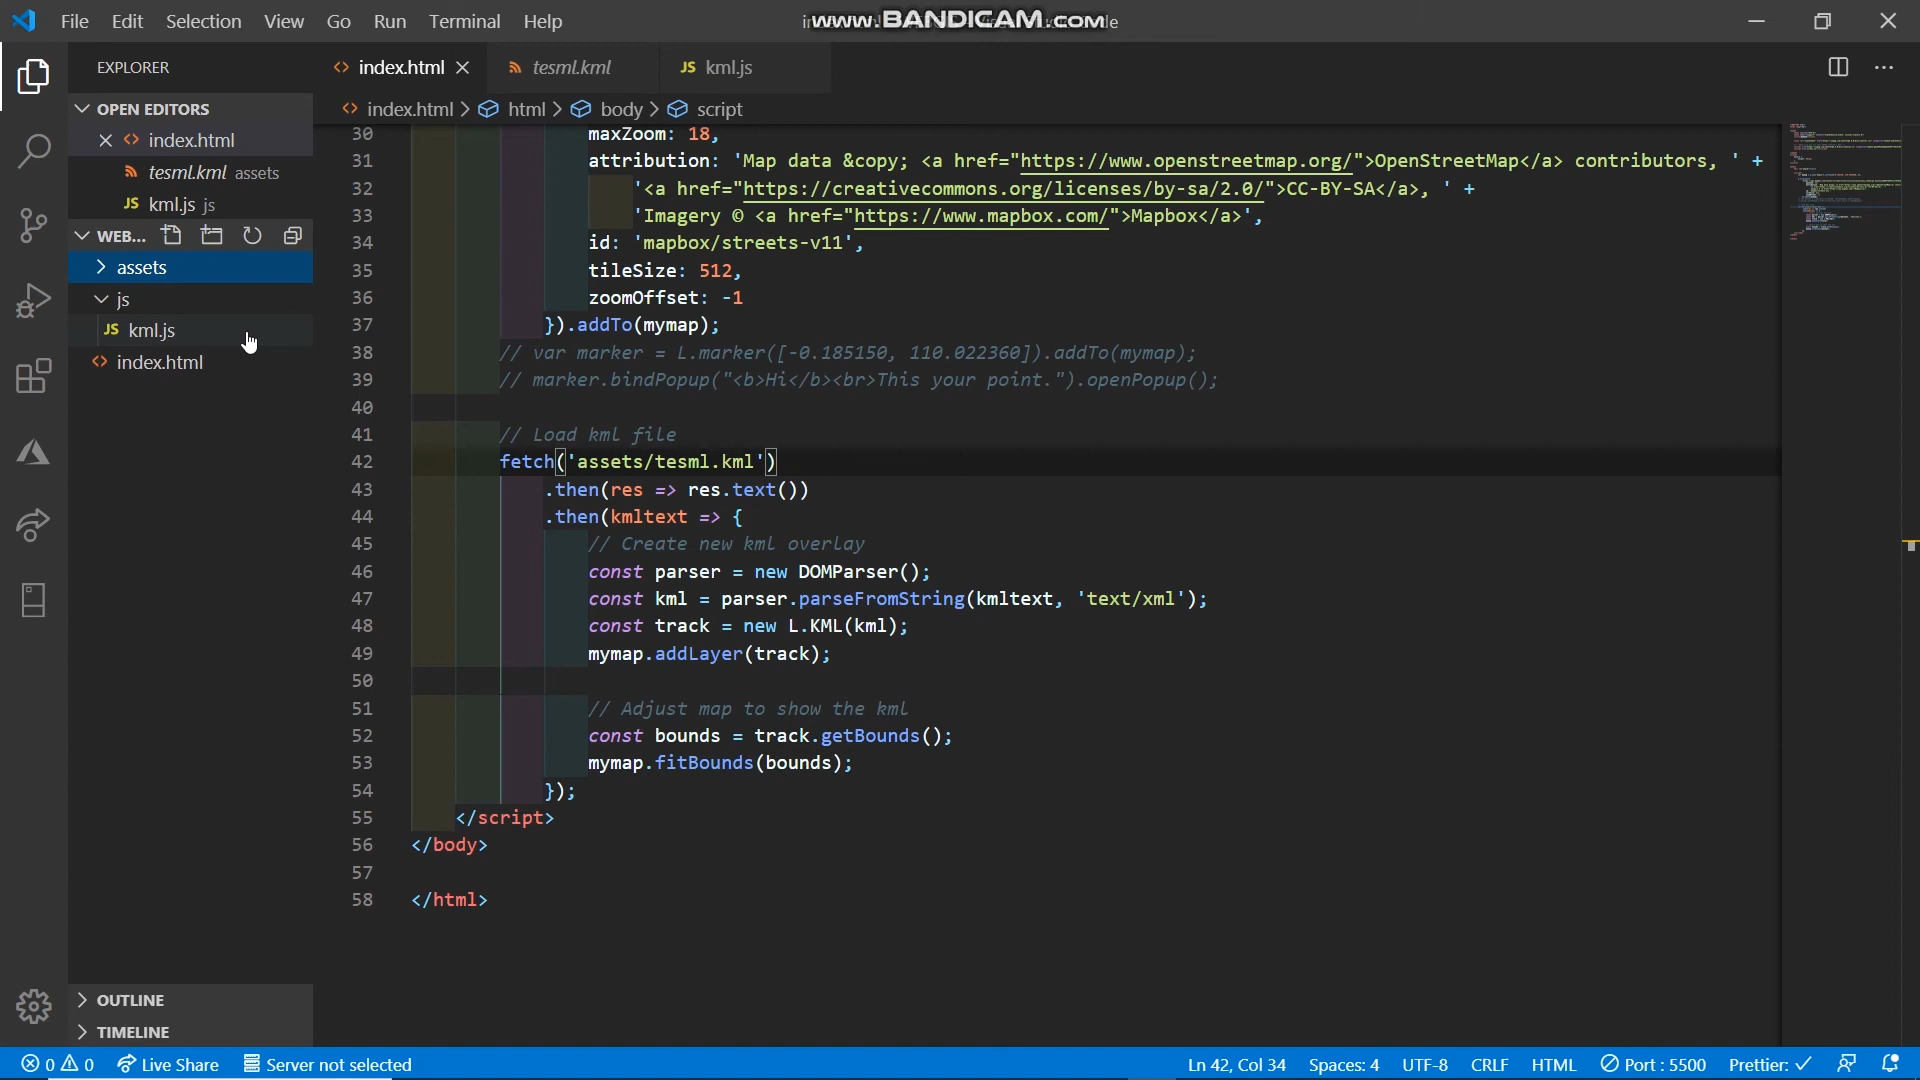 File Edit Selection View Go Run Terminal Help
www.BANDICAM.com
EXPLORER
OPEN EDITORS
index.html
tesml.kml assets
JS kml.js js
WEB...
assets
js
JS kml.js
index.html
OUTLINE
TIMELINE
index.html
tesml.kml
JS kml.js
index.html > html > body > script
30 maxZoom: 18,
31 attribution: 'Map data &copy; <a href="https://www.openstreetmap.org/">OpenStreetMap</a> contributors, ' +
32 '<a href="https://creativecommons.org/licenses/by-sa/2.0/">CC-BY-SA</a>, ' +
33 'Imagery © <a href="https://www.mapbox.com/">Mapbox</a>',
34 id: 'mapbox/streets-v11',
35 tileSize: 512,
36 zoomOffset: -1
37 }).addTo(mymap);
38 // var marker = L.marker([-0.185150, 110.022360]).addTo(mymap);
39 // marker.bindPopup("<b>Hi</b><br>This your point.").openPopup();
40
41 // Load kml file
42 fetch('assets/tesml.kml')
43 .then(res => res.text())
44 .then(kmltext => {
45 // Create new kml overlay
46 const parser = new DOMParser();
47 const kml = parser.parseFromString(kmltext, 'text/xml');
48 const track = new L.KML(kml);
49 mymap.addLayer(track);
50
51 // Adjust map to show the kml
52 const bounds = track.getBounds();
53 mymap.fitBounds(bounds);
54 });
55 </script>
56 </body>
57
58 </html>
0 0 Live Share Server not selected Ln 42, Col 34 Spaces: 4 UTF-8 CRLF HTML Port : 5500 Prettier: ✓